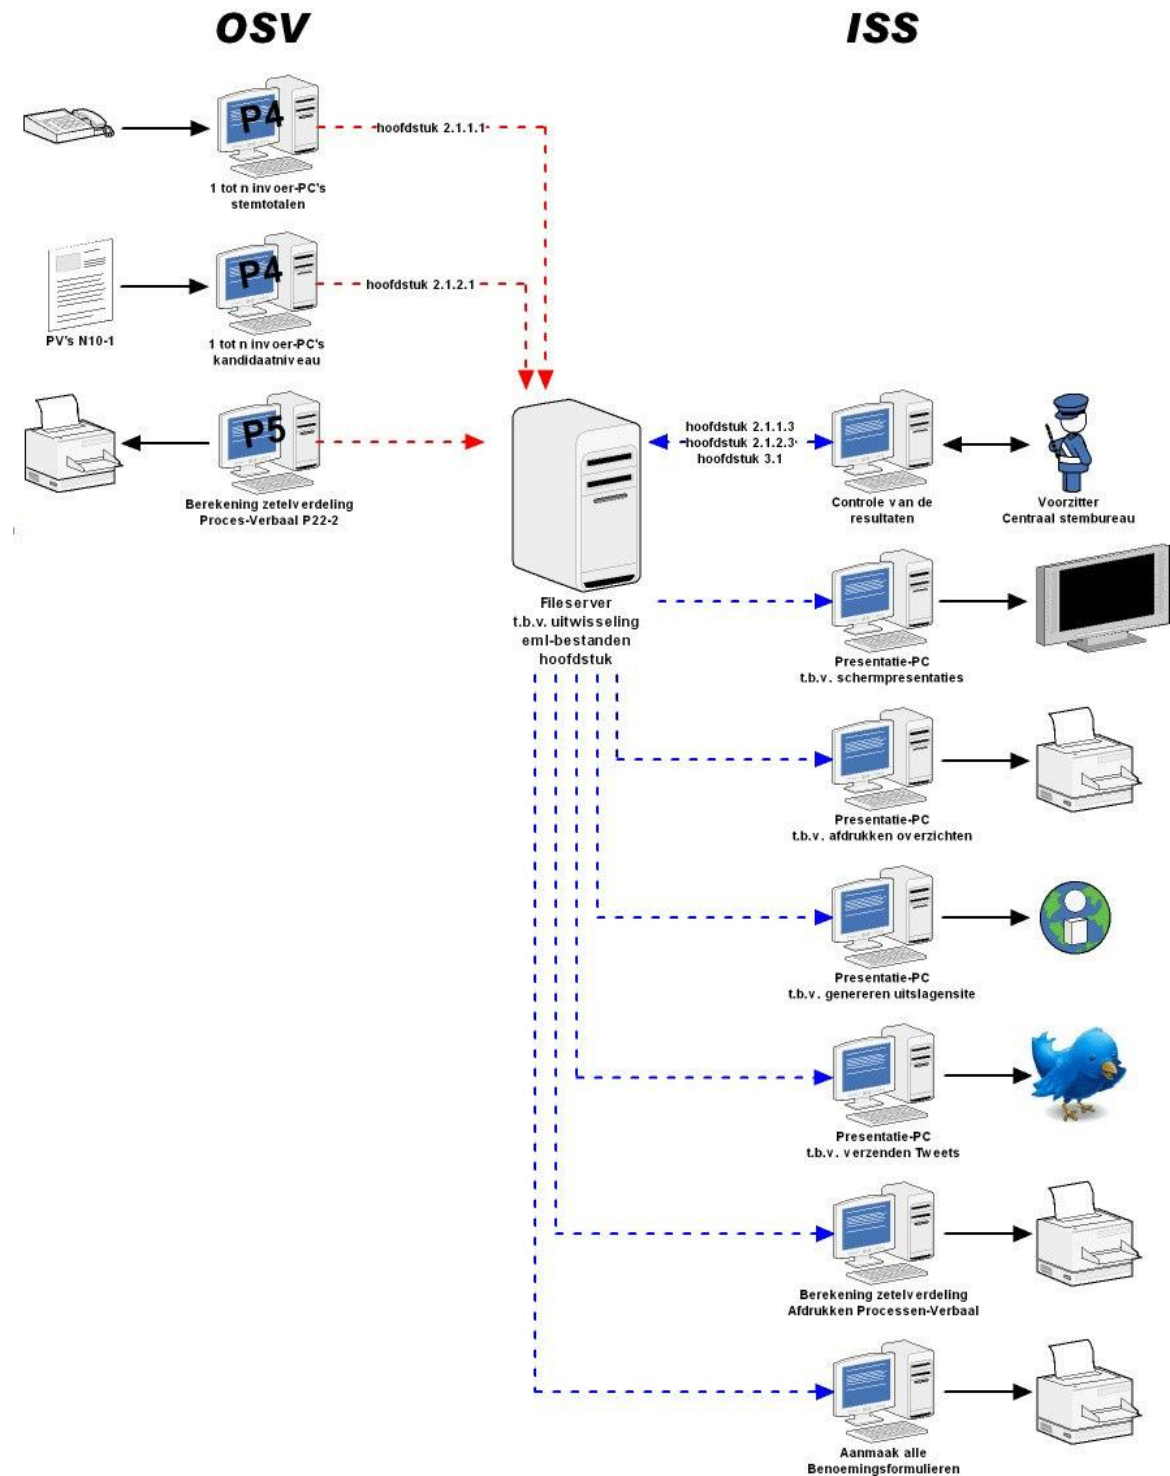 OSV
ISS
P4
hoofdstuk 2.1.1.1
1 tot n invoer-PC's
stemtotalen
P4
hoofdstuk 2.1.2.1
PV's N10-1
1 tot n invoer-PC's
kandidaatniveau
P5
Berekening zetelverdeling
Proces-Verbaal P22-2
hoofdstuk 2.1.1.3
hoofdstuk 2.1.2.3
hoofdstuk 3.1
Controle van de
resultaten
Voorzitter
Centraal stembureau
Fileserver
t.b.v. uitwisseling
eml-bestanden
hoofdstuk
Presentatie-PC
t.b.v. schermpresentaties
Presentatie-PC
t.b.v. afdrukken overzichten
Presentatie-PC
t.b.v. genereren uitslagensite
Presentatie-PC
t.b.v. verzenden Tweets
Berekening zetelverdeling
Afdrukken Processen-Verbaal
Aanmaak alle
Benoemingsformulieren